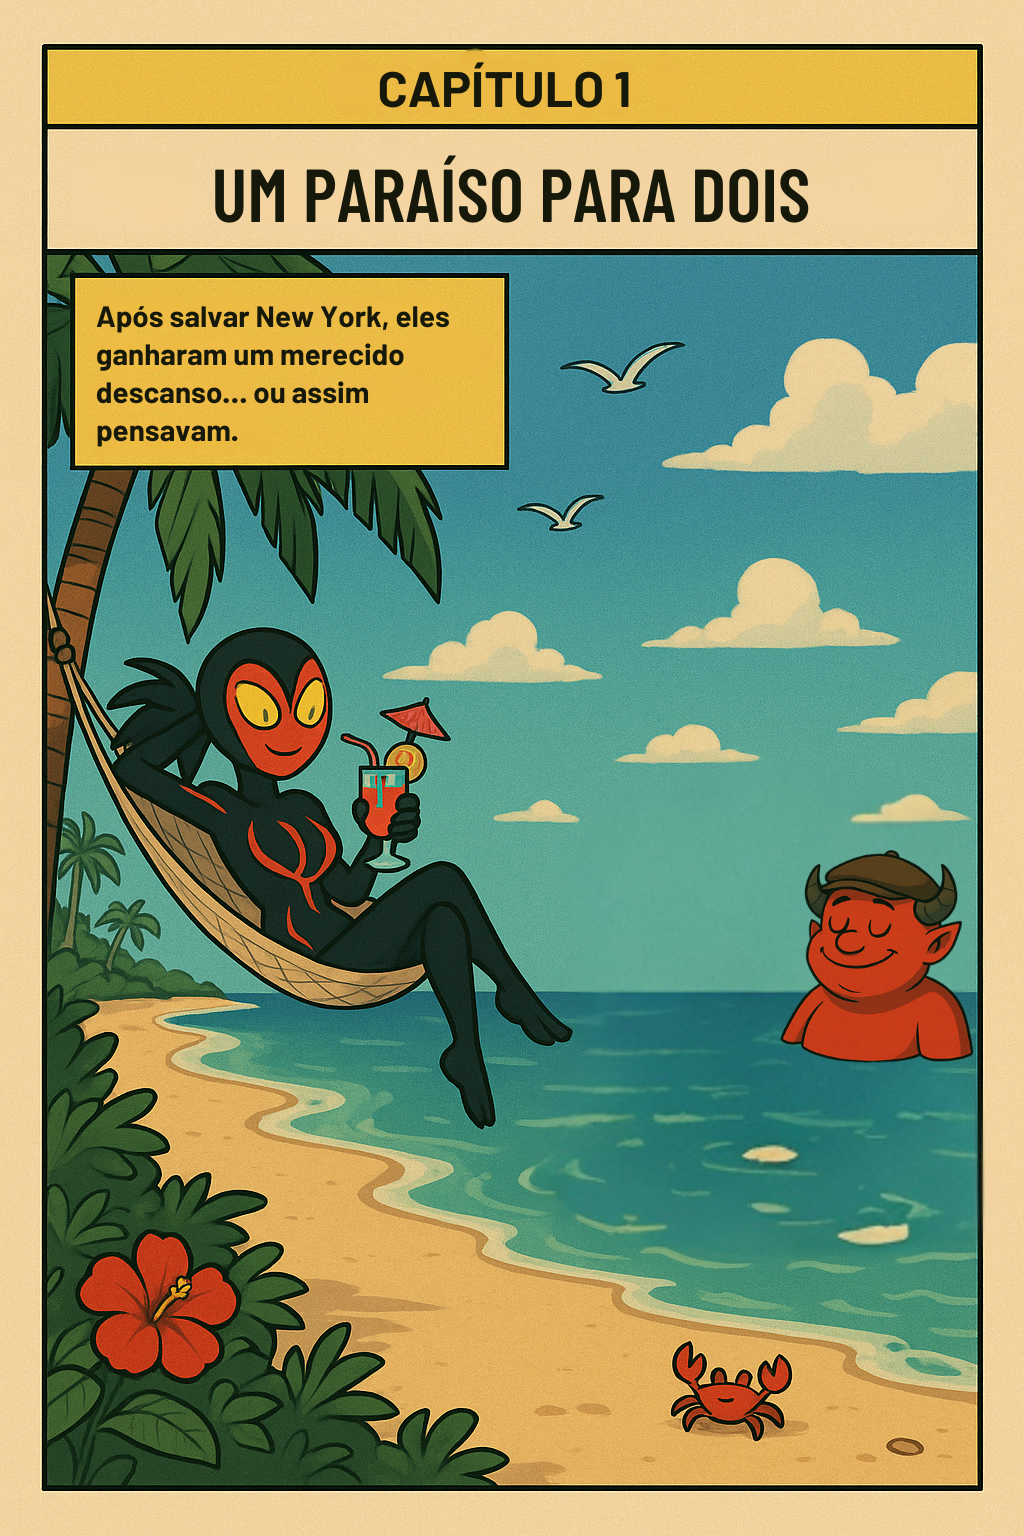 CAPÍTULO 1
UM PARAÍSO PARA DOIS
Após salvar New York, eles
ganharam um merecido
descanso... ou assim
pensavam.